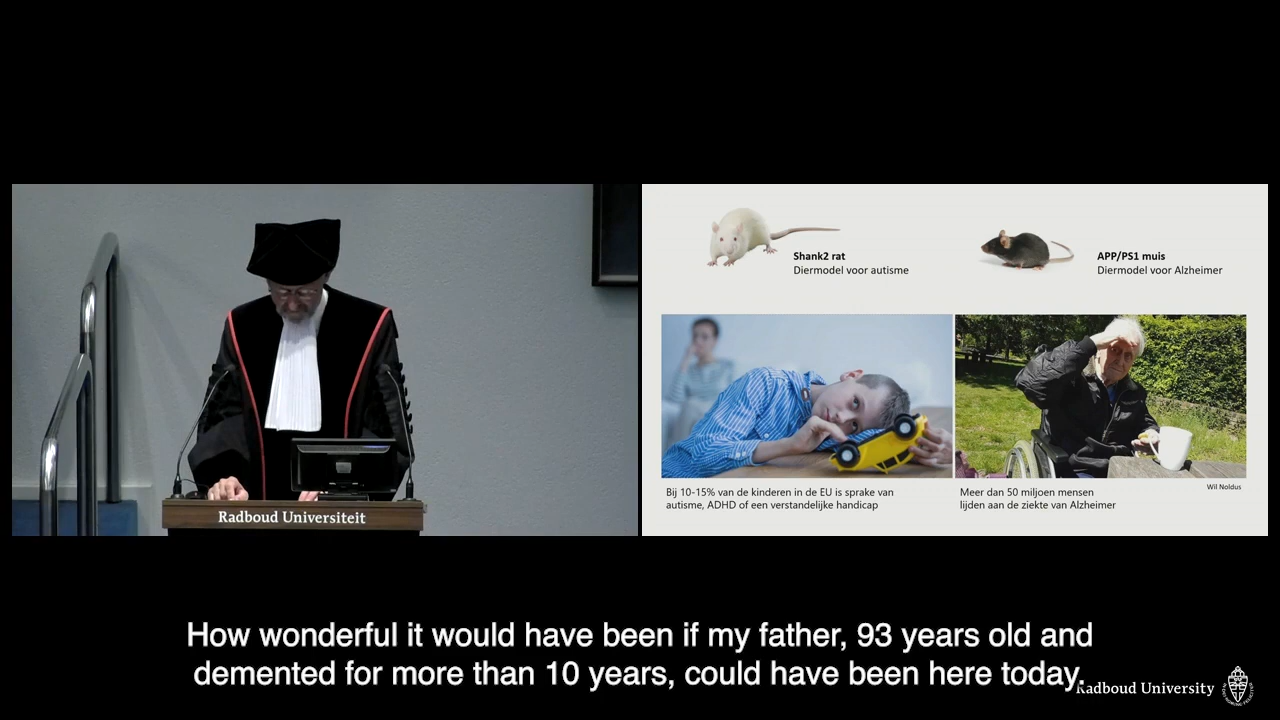 Shank2 rat
Diermodel voor autisme
APP/PS1 muis
Diermodel voor Alzheimer
Wil Noldus
Bij 10-15% van de kinderen in de EU is sprake van
autisme, ADHD of een verstandelijke handicap
Meer dan 50 miljoen mensen
lijden aan de ziekte van Alzheimer
Radboud Universiteit
How wonderful it would have been if my father, 93 years old and
demented for more than 10 years, could have been here today.
Radboud University